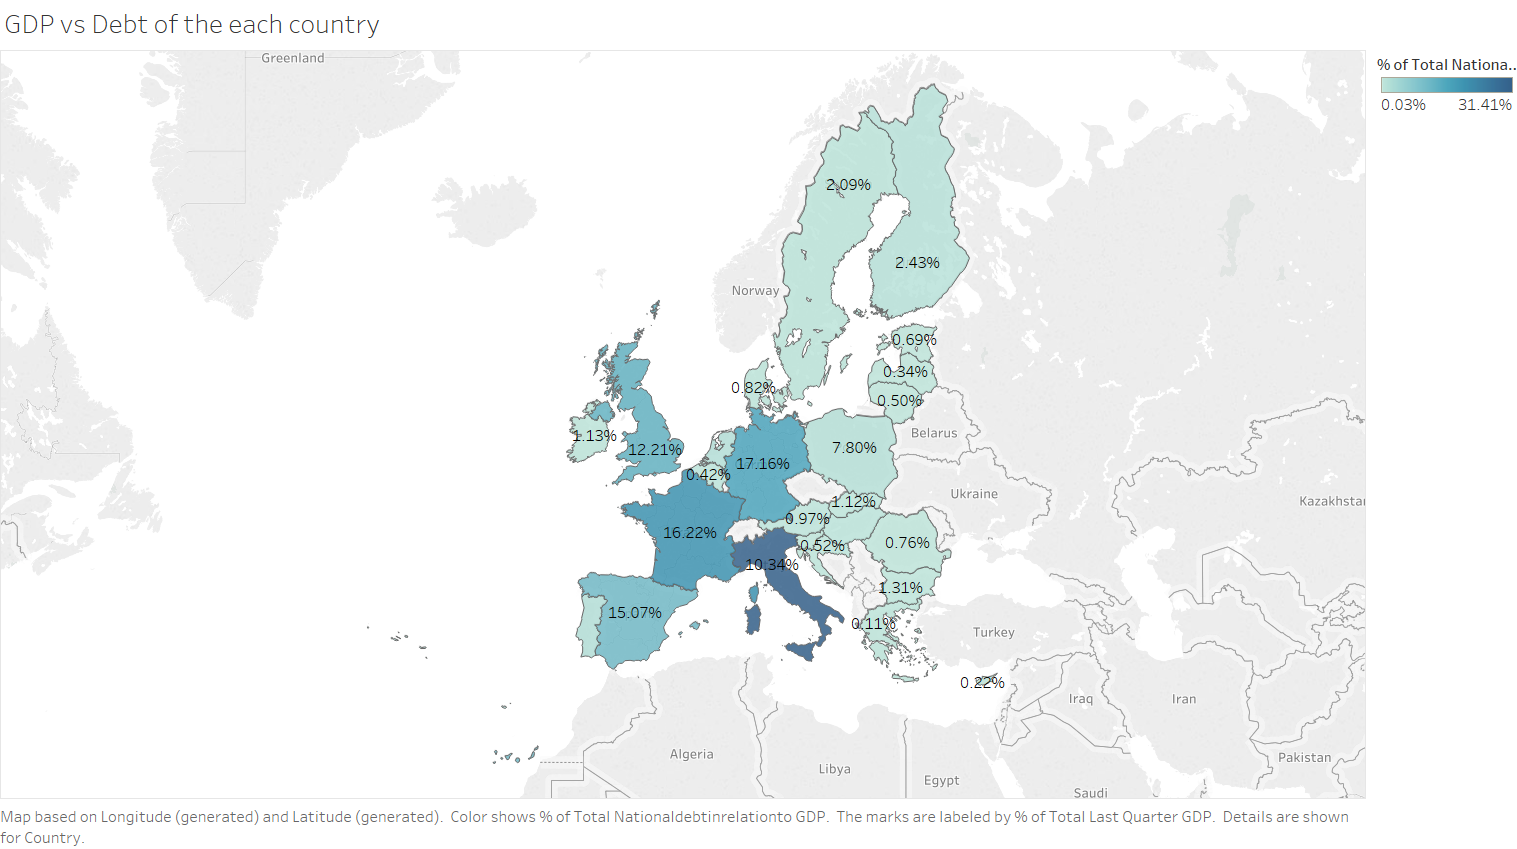 GDP vs Debt of the each country
% of Total Nationa..
0.03% 31.41%
Greenland
2.09%
2.43%
Norway
0.69%
0.34%
0.82%
0.50%
1.13%
Belarus
12.21%
7.80%
17.16%
0.42%
Ukraine
1.12%
Kazakhstar
0.97%
16.22%
0.52%
0.76%
10.34%
1.31%
15.07%
0.11%
Turkey
0.22%
Iraq
Iran
Algeria
Pakistan
Libya
Egypt
Saudi
Map based on Longitude (generated) and Latitude (generated).  Color shows % of Total Nationaldebtinrelationto GDP.  The marks are labeled by % of Total Last Quarter GDP.  Details are shown
for Country.